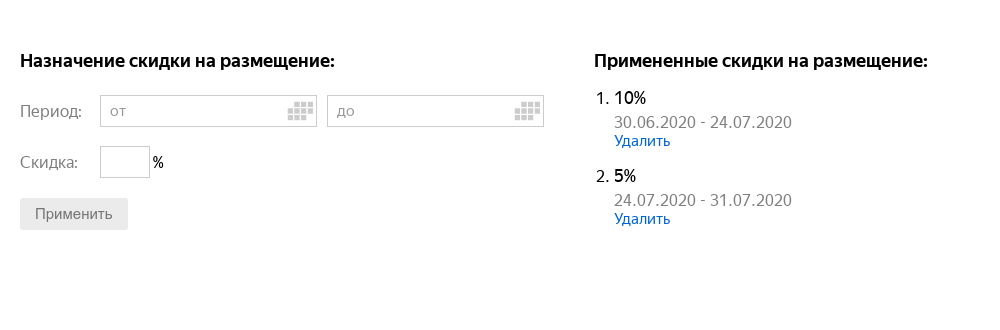 Назначение скидки на размещение:
Период: от до
Скидка: %
Применить
Примененные скидки на размещение:
1. 10%
30.06.2020 - 24.07.2020
Удалить
2. 5%
24.07.2020 - 31.07.2020
Удалить